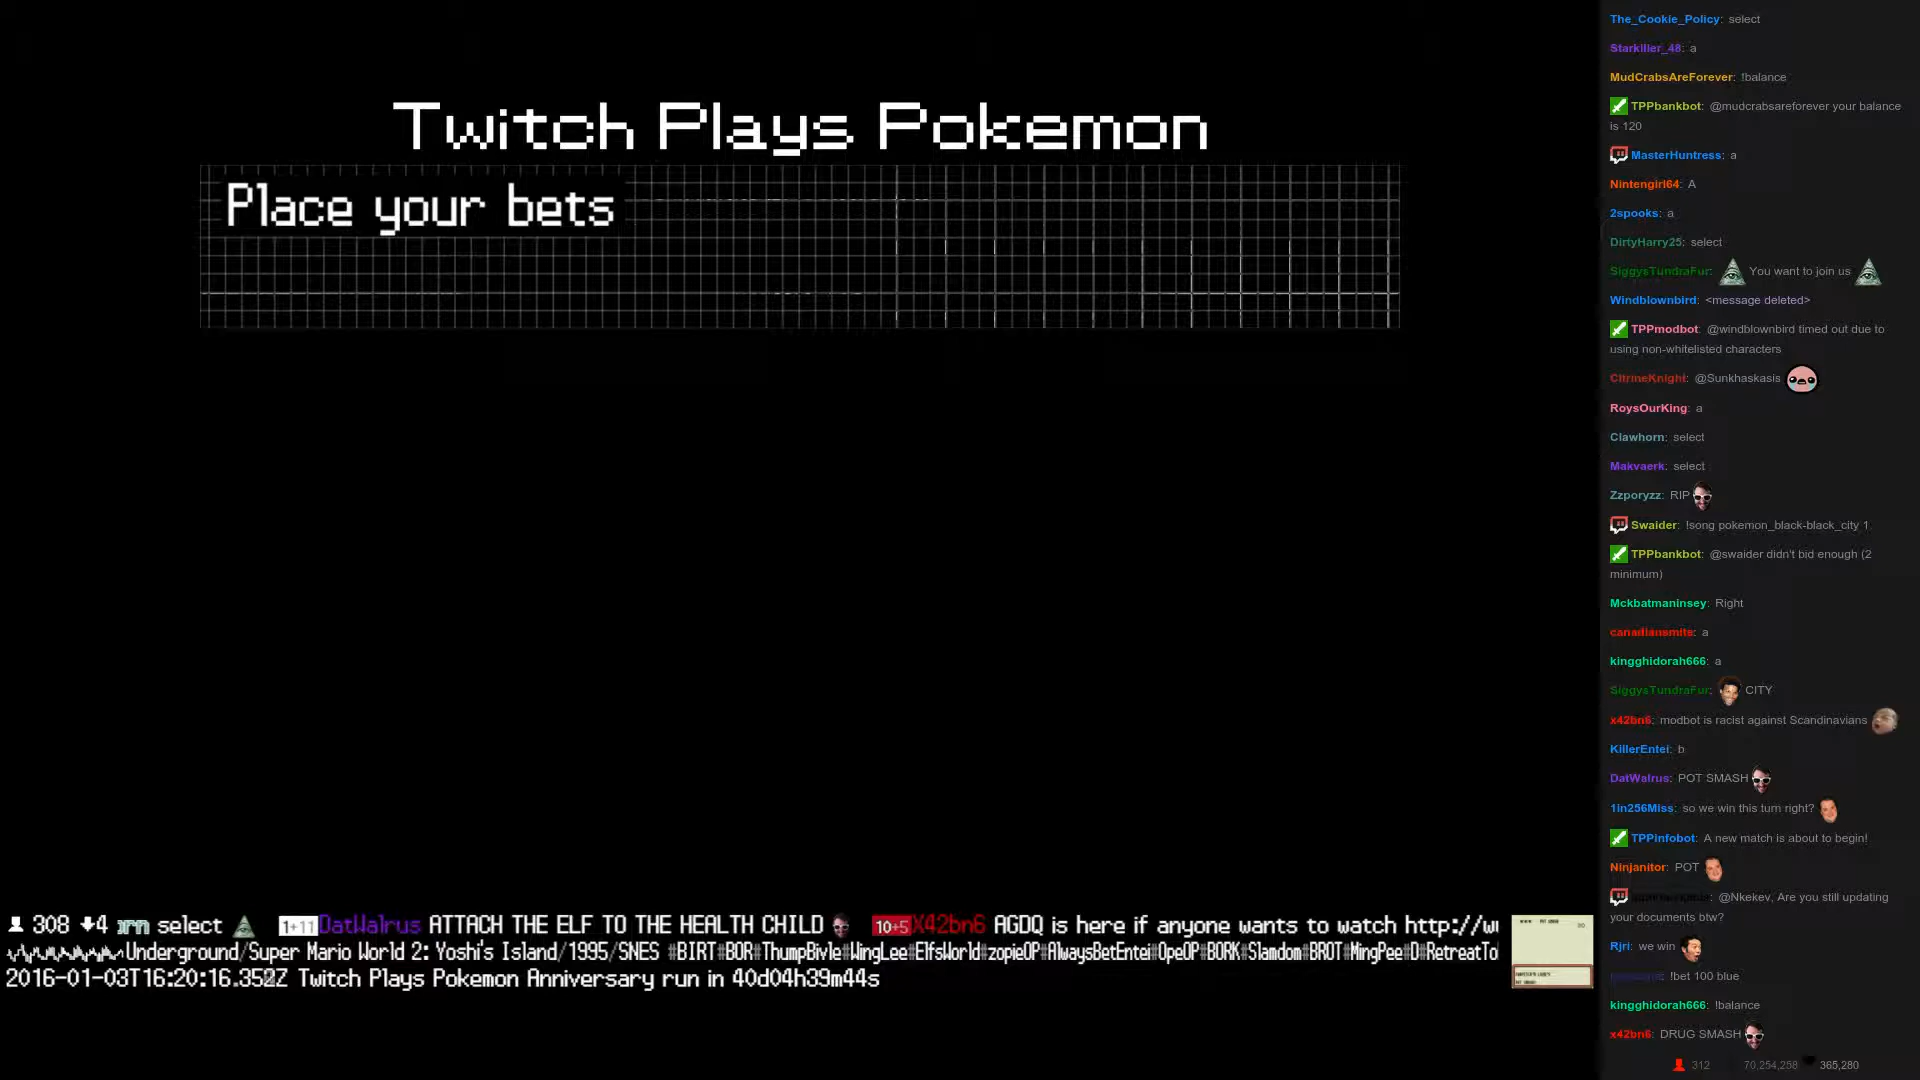 Twitch Plays Pokemon
Place your bets
308 4 select 1+11 DatWalrus ATTACH THE ELF TO THE HEALTH CHILD 10+5 X42bn6 AGDQ is here if anyone wants to watch http://w
Underground/Super Mario World 2: Yoshi's Island/1995/SNES #BIRT#BOR#ThumpBivle#WingLee#ElfsWorld#zopieOP#AlwaysBetEntei#OpeOP#BORK#Slamdom#BROT#MingPee#D#RetreatTo
2016-01-03T16:20:16.35 Z Twitch Plays Pokemon Anniversary run in 40d04h39m44s
The_Cookie_Policy: select
Starkiller_48: a
MudCrabsAreForever: !balance
TPPbankbot: @mudcrabsareforever your balance
is 120
MasterHuntress: a
Nintengirl64: A
2spooks: a
DirtyHarry25: select
SiggysTundraFur: You want to join us
Windblownbird: <message deleted>
TPPmodbot: @windblownbird timed out due to
using non-whitelisted characters
CitrineKnight: @Sunkhaskasis
RoysOurKing: a
Clawhorn: select
Makvaerk: select
Zzporyzz: RIP
Swaider: !song pokemon_black-black_city 1
TPPbankbot: @swaider didn't bid enough (2
minimum)
Mckbatmaninsey: Right
canadiansmits: a
kingghidorah666: a
SiggysTundraFur: CITY
x42bn6: modbot is racist against Scandinavians
KillerEntei: b
DatWalrus: POT SMASH
1in256Miss: so we win this turn right?
TPPInfobot: A new match is about to begin!
Ninjanitor: POT
: @Nkekev, Are you still updating
your documents btw?
Rjri: we win
: !bet 100 blue
kingghidorah666: !balance
x42bn6: DRUG SMASH
312 70,254,258 365,280